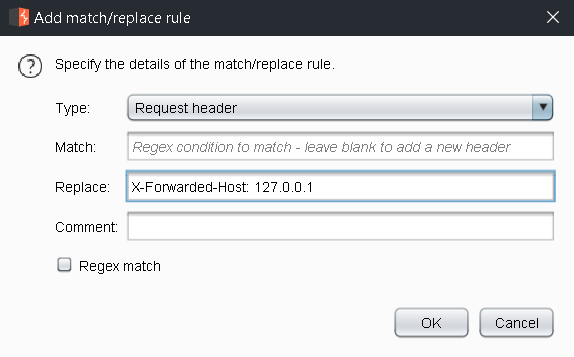 Add match/replace rule
Specify the details of the match/replace rule.
Type: Request header
Match: Regex condition to match - leave blank to add a new header
Replace: X-Forwarded-Host: 127.0.0.1
Comment:
Regex match
OK Cancel